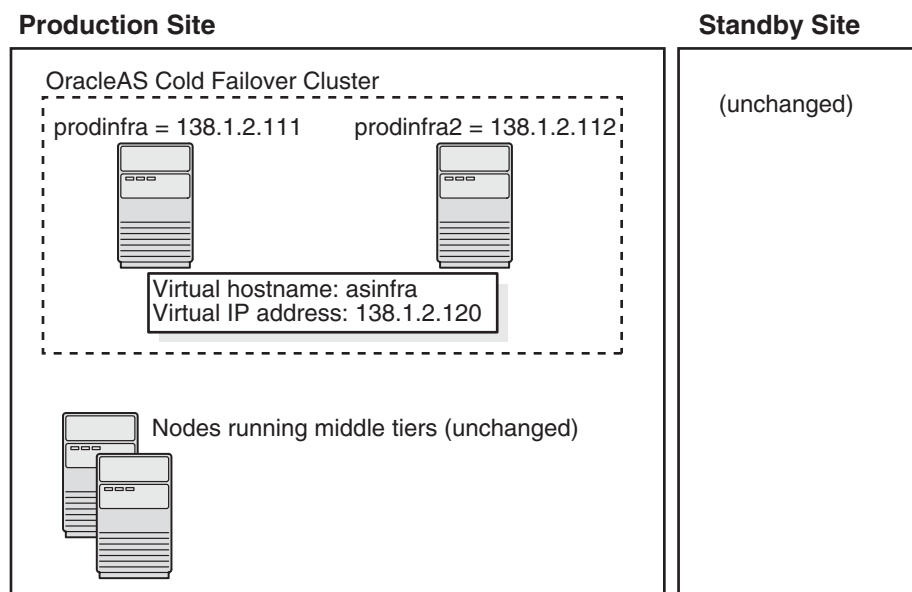 Production Site
Standby Site
OracleAS Cold Failover Cluster
prodinfra = 138.1.2.111
prodinfra2 = 138.1.2.112
Virtual hostname: asinfra
Virtual IP address: 138.1.2.120
Nodes running middle tiers (unchanged)
(unchanged)